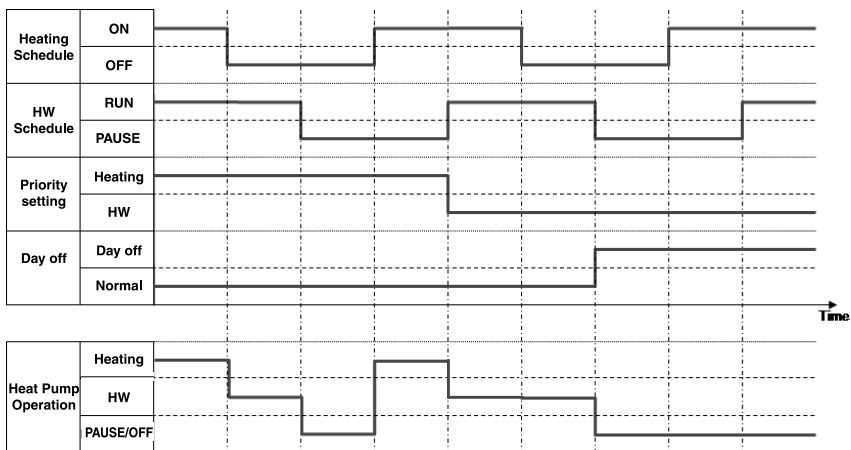 Heating
Schedule
ON
OFF
HW
Schedule
RUN
PAUSE
Priority
setting
Heating
HW
Day off
Day off
Normal
Time
Heat Pump
Operation
Heating
HW
PAUSE/OFF